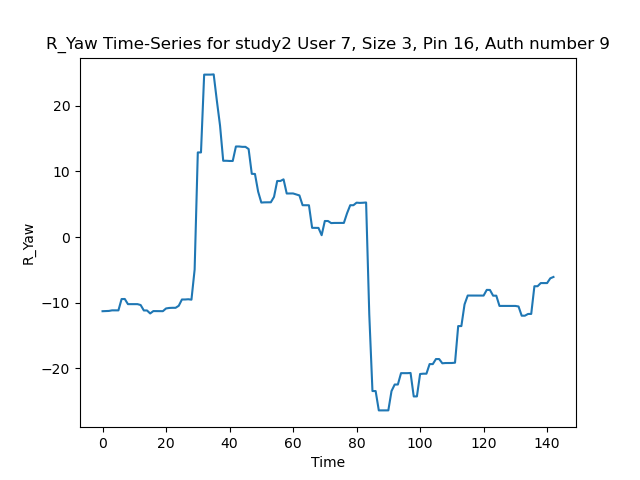 R_Yaw Time-Series for study2 User 7, Size 3, Pin 16, Auth number 9
20
10
0
−10
−20
R_Yaw
0 20 40 60 80 100 120 140
Time